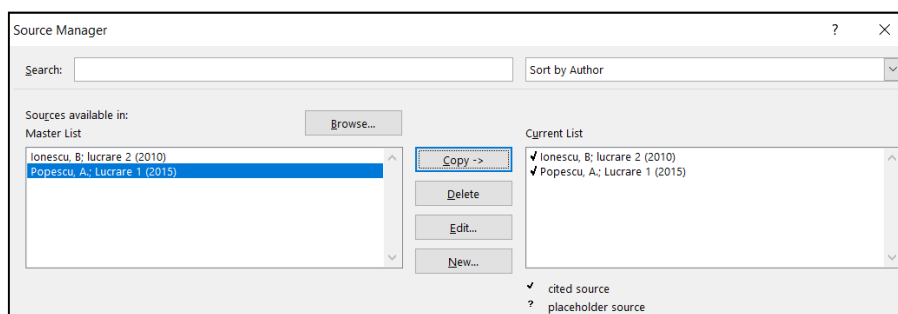 Source Manager ? ×
Search: Sort by Author
Sources available in:
Master List
Browse...
Current List
Ionescu, B; lucrare 2 (2010)
Popescu, A.; Lucrare 1 (2015)
Copy ->
Delete
Edit...
New...
✔ Ionescu, B; lucrare 2 (2010)
✔ Popescu, A.; Lucrare 1 (2015)
✔ cited source
? placeholder source